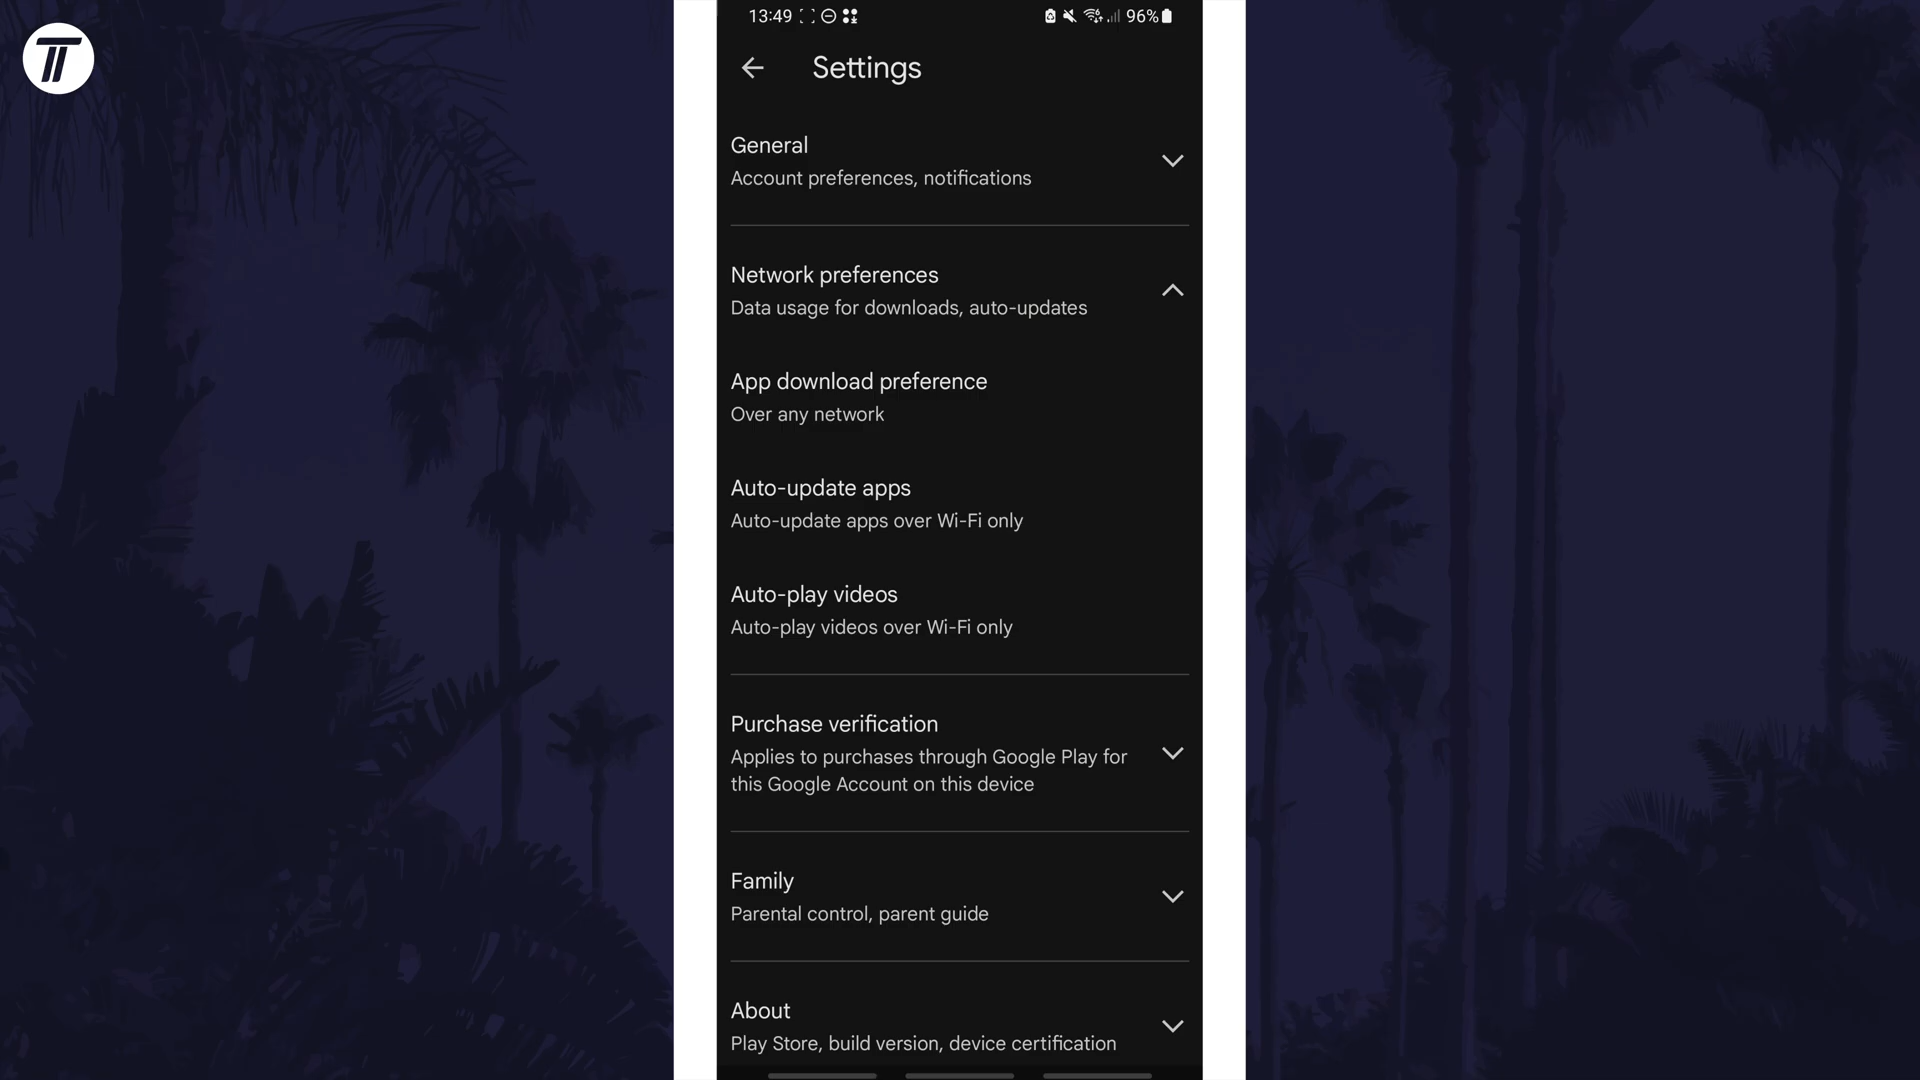 13:49
96%
Settings
General
Account preferences, notifications
Network preferences
Data usage for downloads, auto-updates
App download preference
Over any network
Auto-update apps
Auto-update apps over Wi-Fi only
Auto-play videos
Auto-play videos over Wi-Fi only
Purchase verification
Applies to purchases through Google Play for
this Google Account on this device
Family
Parental control, parent guide
About
Play Store, build version, device certification